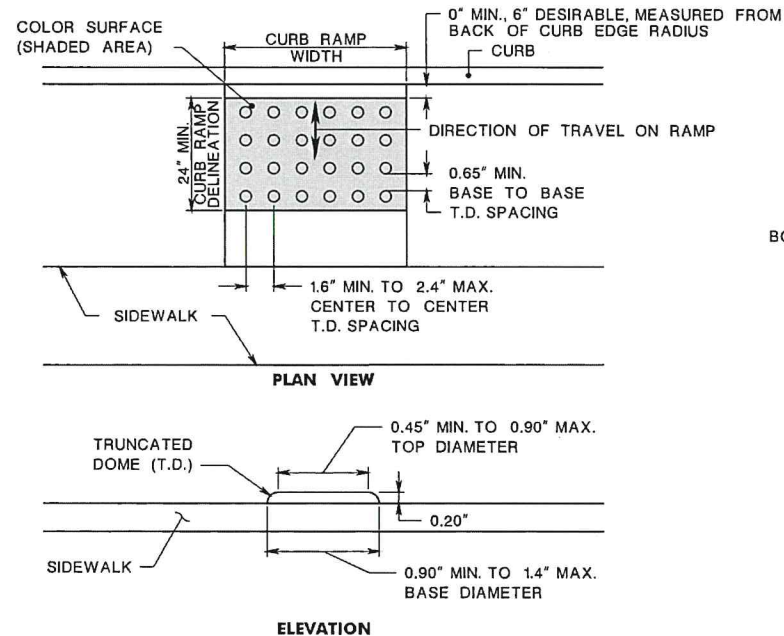 COLOR SURFACE
(SHADED AREA)
CURB RAMP
WIDTH
0" MIN., 6" DESIRABLE, MEASURED FROM
BACK OF CURB EDGE RADIUS
CURB
24" MIN.
CURB RAMP
DELINEATION
DIRECTION OF TRAVEL ON RAMP
0.65" MIN.
BASE TO BASE
T.D. SPACING
BO
1.6" MIN. TO 2.4" MAX.
CENTER TO CENTER
T.D. SPACING
SIDEWALK
PLAN VIEW
TRUNCATED
DOME (T.D.)
0.45" MIN. TO 0.90" MAX.
TOP DIAMETER
0.20"
SIDEWALK
0.90" MIN. TO 1.4" MAX.
BASE DIAMETER
ELEVATION